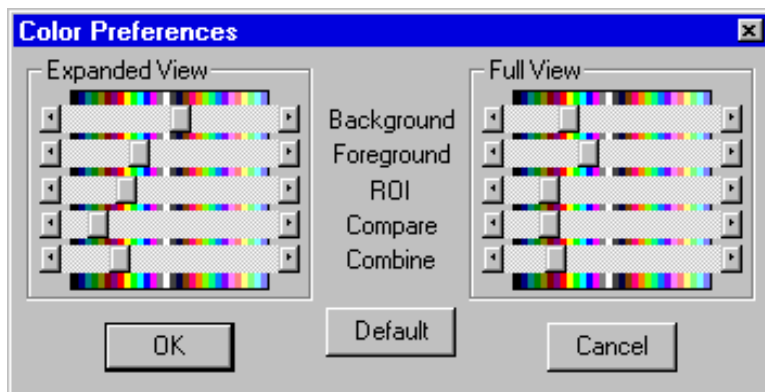 Color Preferences
Expanded View
Full View
Background
Foreground
ROI
Compare
Combine
OK
Default
Cancel